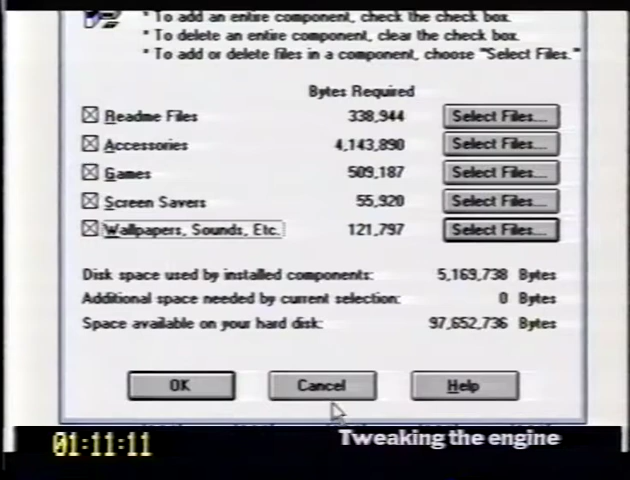 * To add an entire component, check the check box.
* To delete an entire component, clear the check box.
* To add or delete files in a component, choose "Select Files."
Bytes Required
Readme Files 338,944 Select Files...
Accessories 4,143,890 Select Files...
Games 509,187 Select Files...
Screen Savers 55,920 Select Files...
Wallpapers, Sounds, Etc. 121,797 Select Files...
Disk space used by installed components: 5,169,738 Bytes
Additional space needed by current selection: 0 Bytes
Space available on your hard disk: 97,652,736 Bytes
OK Cancel Help
Tweaking the engine
01:11:11